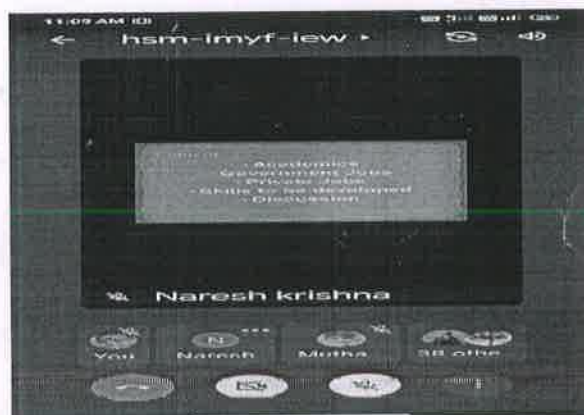 11:09 AM
hsm-imyf-iew
- Academics
- Government Jobs
- Private Jobs
- Skills to be developed
- Discussion
Naresh krishna
N
You
Naresh
Mutha
38 othe